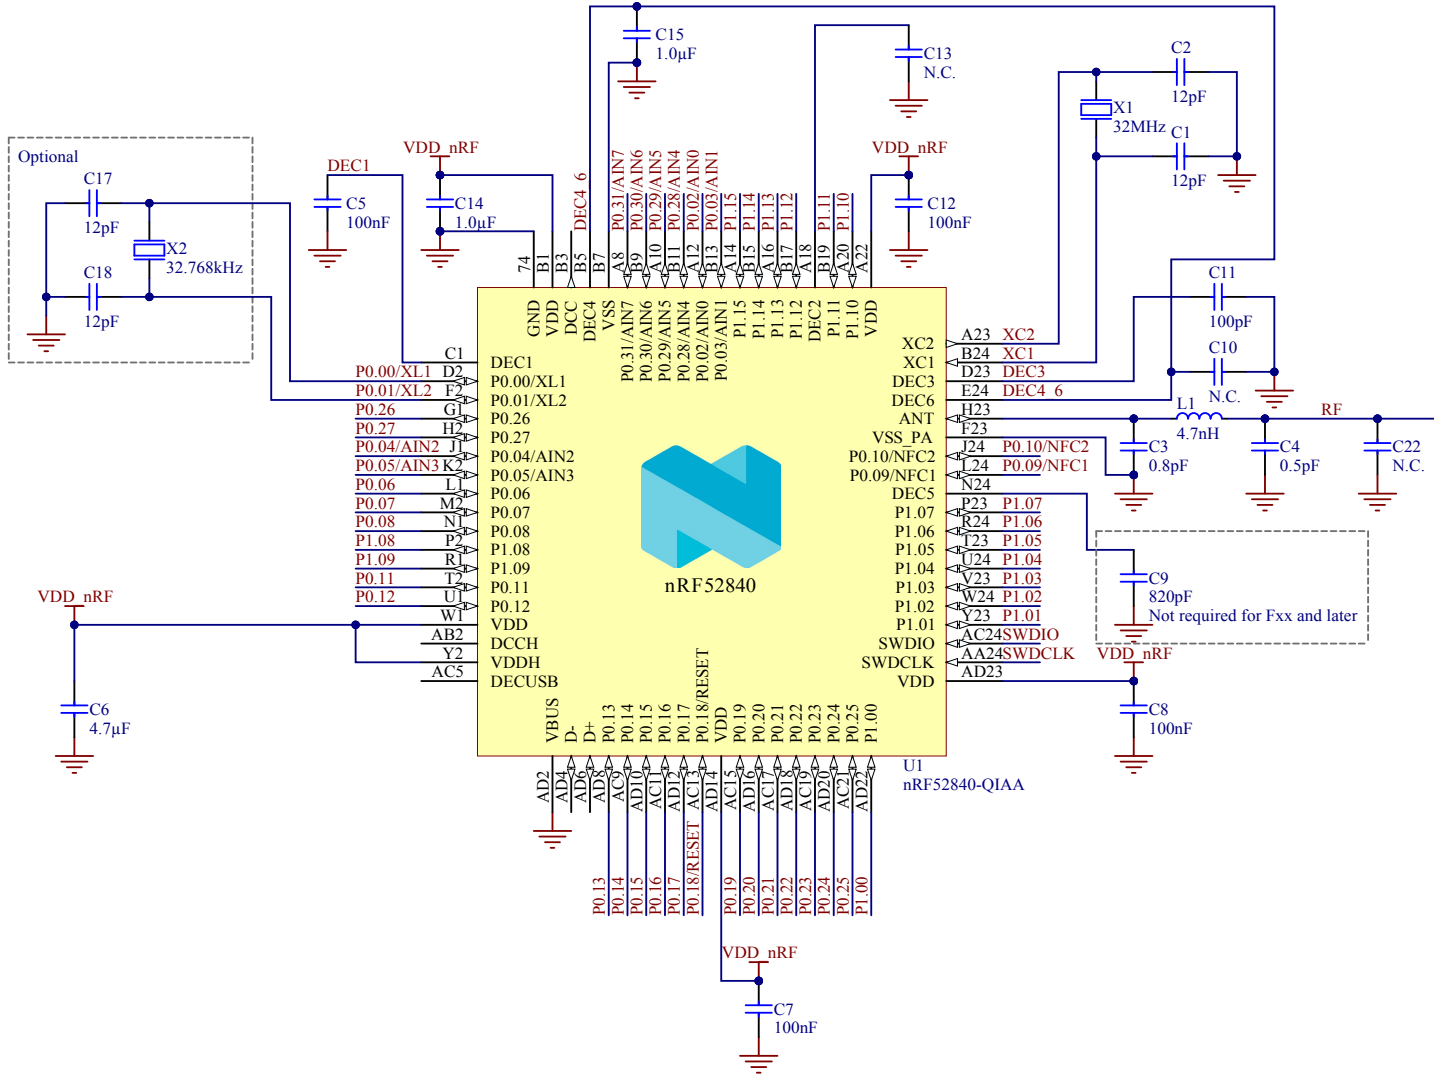 C15
1.0µF
C13
N.C.
C2
12pF
X1
32MHz
C1
12pF
Optional
C17
12pF
X2
32.768kHz
C18
12pF
DEC1
C5
100nF
VDD_nRF
C14
1.0µF
VDD_nRF
C12
100nF
DEC4_6
P0.31/AIN7
P0.30/AIN6
P0.29/AIN5
P0.28/AIN4
P0.02/AIN0
P0.03/AIN1
P1.15
P1.14
P1.13
P1.12
P1.11
P1.10
74
B1
B3
B5
B7
A8
B9
A10
B11
A12
B13
A14
B15
A16
B17
A18
B19
A20
A22
GND
VDD
DCC
DEC4
VSS
P0.31/AIN7
P0.30/AIN6
P0.29/AIN5
P0.28/AIN4
P0.02/AIN0
P0.03/AIN1
P1.15
P1.14
P1.13
P1.12
DEC2
P1.11
P1.10
VDD
C1 DEC1
P0.00/XL1 D2 P0.00/XL1
P0.01/XL2 F2 P0.01/XL2
P0.26 G1 P0.26
P0.27 H2 P0.27
P0.04/AIN2 J1 P0.04/AIN2
P0.05/AIN3 K2 P0.05/AIN3
P0.06 L1 P0.06
P0.07 M2 P0.07
P0.08 N1 P0.08
P1.08 P2 P1.08
P1.09 R1 P1.09
P0.11 T2 P0.11
P0.12 U1 P0.12
W1 VDD
AB2 DCCH
Y2 VDDH
AC5 DECUSB
VDD_nRF
C6
4.7µF
nRF52840
XC2 A23 XC2
XC1 B24 XC1
DEC3 D23 DEC3
DEC6 E24 DEC4_6
ANT H23
VSS_PA F23
P0.10/NFC2 J24 P0.10/NFC2
P0.09/NFC1 L24 P0.09/NFC1
DEC5 N24
P1.07 P23 P1.07
P1.06 R24 P1.06
P1.05 T23 P1.05
P1.04 U24 P1.04
P1.03 V23 P1.03
P1.02 W24 P1.02
P1.01 Y23 P1.01
SWDIO AC24 SWDIO
SWDCLK AA24 SWDCLK
VDD AD23
C11
100pF
C10
N.C.
L1
4.7nH
RF
C3
0.8pF
C4
0.5pF
C22
N.C.
C9
820pF
Not required for Fxx and later
VDD_nRF
C8
100nF
VBUS
D-
D+
P0.13
P0.14
P0.15
P0.16
P0.17
P0.18/RESET
VDD
P0.19
P0.20
P0.21
P0.22
P0.23
P0.24
P0.25
P1.00
U1
nRF52840-QIAA
AD2
AD4
AD6
AD8
AC9
AD10
AC11
AD12
AC13
AD14
AC15
AD16
AC17
AD18
AC19
AD20
AC21
AD22
P0.13
P0.14
P0.15
P0.16
P0.17
P0.18/RESET
P0.19
P0.20
P0.21
P0.22
P0.23
P0.24
P0.25
P1.00
VDD_nRF
C7
100nF